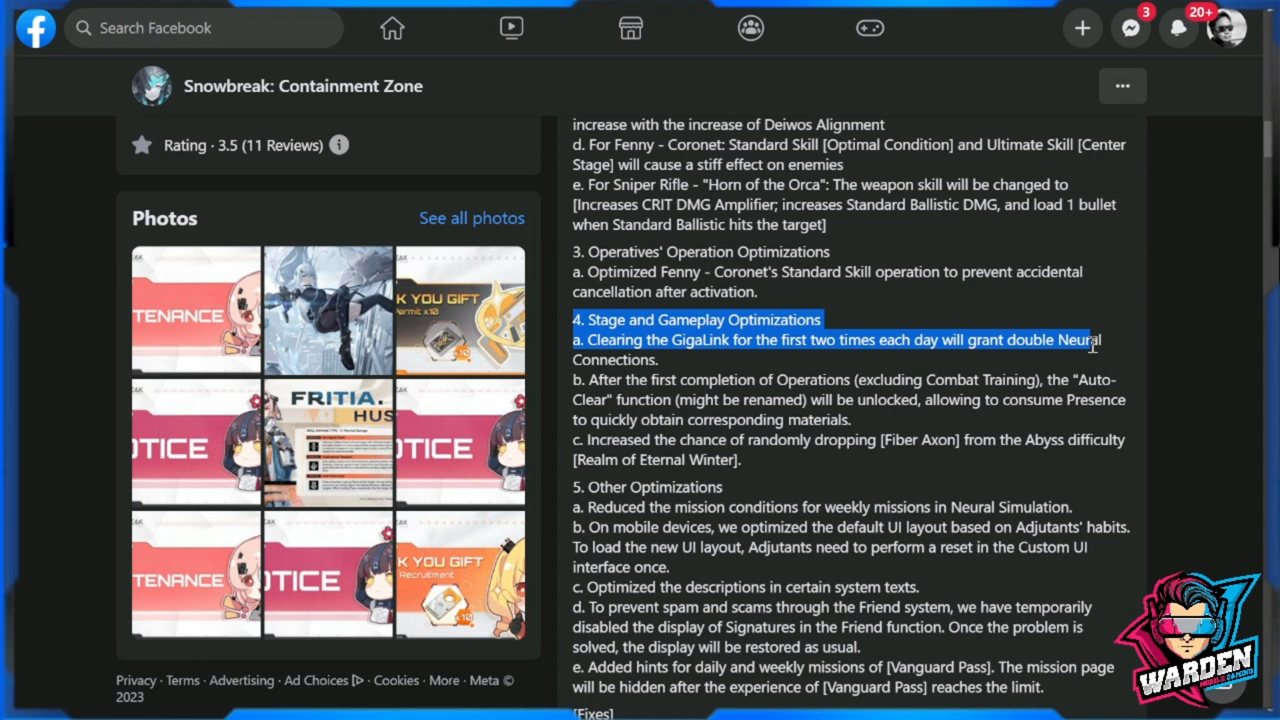 Search Facebook
3
20+
Snowbreak: Containment Zone
Rating · 3.5 (11 Reviews)
Photos
See all photos
TENANCE
K YOU GIFT
Permit x10
x10
OTICE
FRITIA.
HUS
NOTICE
TENANCE
OTICE
K YOU GIFT
Recruitment
x10
Privacy · Terms · Advertising · Ad Choices · Cookies · More · Meta ©
2023
increase with the increase of Deiwos Alignment
d. For Fenny - Coronet: Standard Skill [Optimal Condition] and Ultimate Skill [Center
Stage] will cause a stiff effect on enemies
e. For Sniper Rifle - "Horn of the Orca": The weapon skill will be changed to
[Increases CRIT DMG Amplifier; increases Standard Ballistic DMG, and load 1 bullet
when Standard Ballistic hits the target]
3. Operatives' Operation Optimizations
a. Optimized Fenny - Coronet's Standard Skill operation to prevent accidental
cancellation after activation.
4. Stage and Gameplay Optimizations
a. Clearing the GigaLink for the first two times each day will grant double Neural
Connections.
b. After the first completion of Operations (excluding Combat Training), the "Auto-
Clear" function (might be renamed) will be unlocked, allowing to consume Presence
to quickly obtain corresponding materials.
c. Increased the chance of randomly dropping [Fiber Axon] from the Abyss difficulty
[Realm of Eternal Winter].
5. Other Optimizations
a. Reduced the mission conditions for weekly missions in Neural Simulation.
b. On mobile devices, we optimized the default UI layout based on Adjutants' habits.
To load the new UI layout, Adjutants need to perform a reset in the Custom UI
interface once.
c. Optimized the descriptions in certain system texts.
d. To prevent spam and scams through the Friend system, we have temporarily
disabled the display of Signatures in the Friend function. Once the problem is
solved, the display will be restored as usual.
e. Added hints for daily and weekly missions of [Vanguard Pass]. The mission page
will be hidden after the experience of [Vanguard Pass] reaches the limit.
[Fixes]
WARDEN
MOBILE GAMING